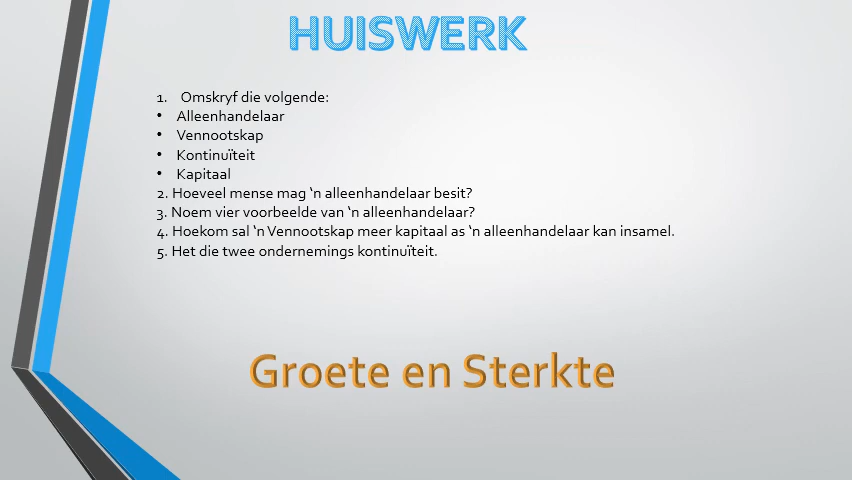 HUISWERK
1. Omskryf die volgende:
• Alleenhandelaar
• Vennootskap
• Kontinuïteit
• Kapitaal
2. Hoeveel mense mag ‘n alleenhandelaar besit?
3. Noem vier voorbeelde van ‘n alleenhandelaar?
4. Hoekom sal ‘n Vennootskap meer kapitaal as ‘n alleenhandelaar kan insamel.
5. Het die twee ondernemings kontinuïteit.
Groete en Sterkte